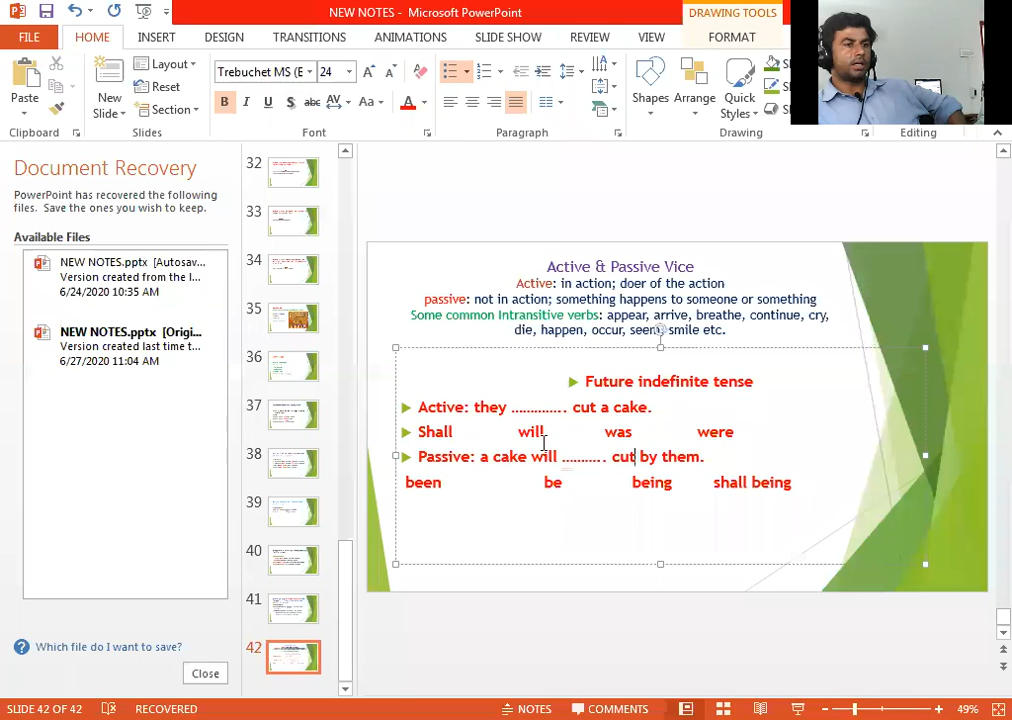 NEW NOTES - Microsoft PowerPoint
DRAWING TOOLS
FILE HOME INSERT DESIGN TRANSITIONS ANIMATIONS SLIDE SHOW REVIEW VIEW FORMAT
Paste
New Slide
Layout
Reset
Section
Trebuchet MS (E 24
B I U S abc AV Aa A
Shapes Arrange Quick Styles
Clipboard Slides Font Paragraph Drawing Editing
Document Recovery
PowerPoint has recovered the following
files. Save the ones you wish to keep.
Available Files
NEW NOTES.pptx [Autosav...
Version created from the l...
6/24/2020 10:35 AM
NEW NOTES.pptx [Origi...
Version created last time t...
6/27/2020 11:04 AM
Which file do I want to save?
Close
32
33
34
35
36
37
38
39
40
41
42
Active & Passive Vice
Active: in action; doer of the action
passive: not in action; something happens to someone or something
Some common Intransitive verbs: appear, arrive, breathe, continue, cry,
die, happen, occur, seem, smile etc.
Future indefinite tense
Active: they .............. cut a cake.
Shall will was were
Passive: a cake will ........... cut by them.
been be being shall being
SLIDE 42 OF 42 RECOVERED NOTES COMMENTS 49%